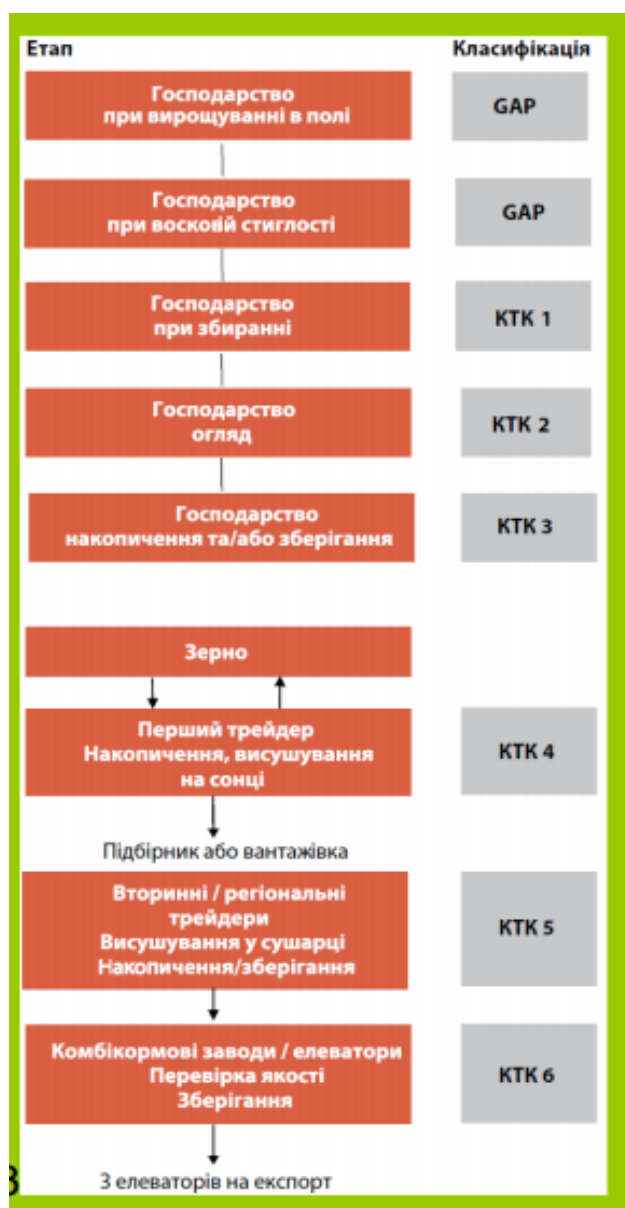 Етап
Класифікація
Господарство
при вирощуванні в полі
GAP
Господарство
при восковій стиглості
GAP
Господарство
при збиранні
КТК 1
Господарство
огляд
КТК 2
Господарство
накопичення та/або зберігання
КТК 3
Зерно
Перший трейдер
Накопичення, висушування
на сонці
КТК 4
Підбірник або вантажівка
Вторинні / регіональні
трейдери
Висушування у сушарці
Накопичення/зберігання
КТК 5
Комбікормові заводи / елеватори
Перевірка якості
Зберігання
КТК 6
З елеваторів на експорт